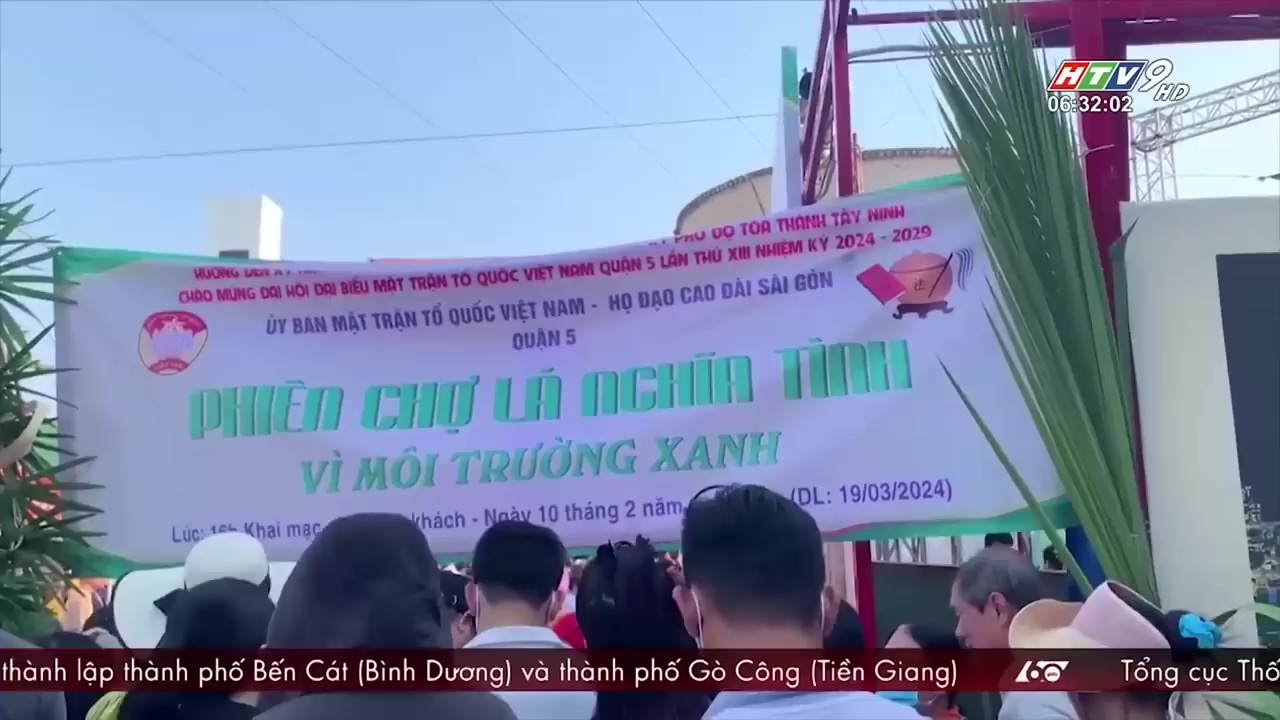 HTV9 HD
06:32:02
PHỦ ĐỘ TÒA THÁNH TÂY NINH
CHÀO MỪNG ĐẠI HỘI ĐẠI BIỂU MẶT TRẬN TỔ QUỐC VIỆT NAM QUẬN 5 LẦN THỨ XIII NHIỆM KỲ 2024 - 2029
ỦY BAN MẶT TRẬN TỔ QUỐC VIỆT NAM - HỌ ĐẠO CAO ĐÀI SÀI GÒN
QUẬN 5
法
PHIÊN CHỢ LÁ NGHĨA TÌNH
VÌ MÔI TRƯỜNG XANH
Lúc: 16h Khai mạc khách - Ngày 10 tháng 2 năm (DL: 19/03/2024)
thành lập thành phố Bến Cát (Bình Dương) và thành phố Gò Công (Tiền Giang) 60 Tổng cục Thố